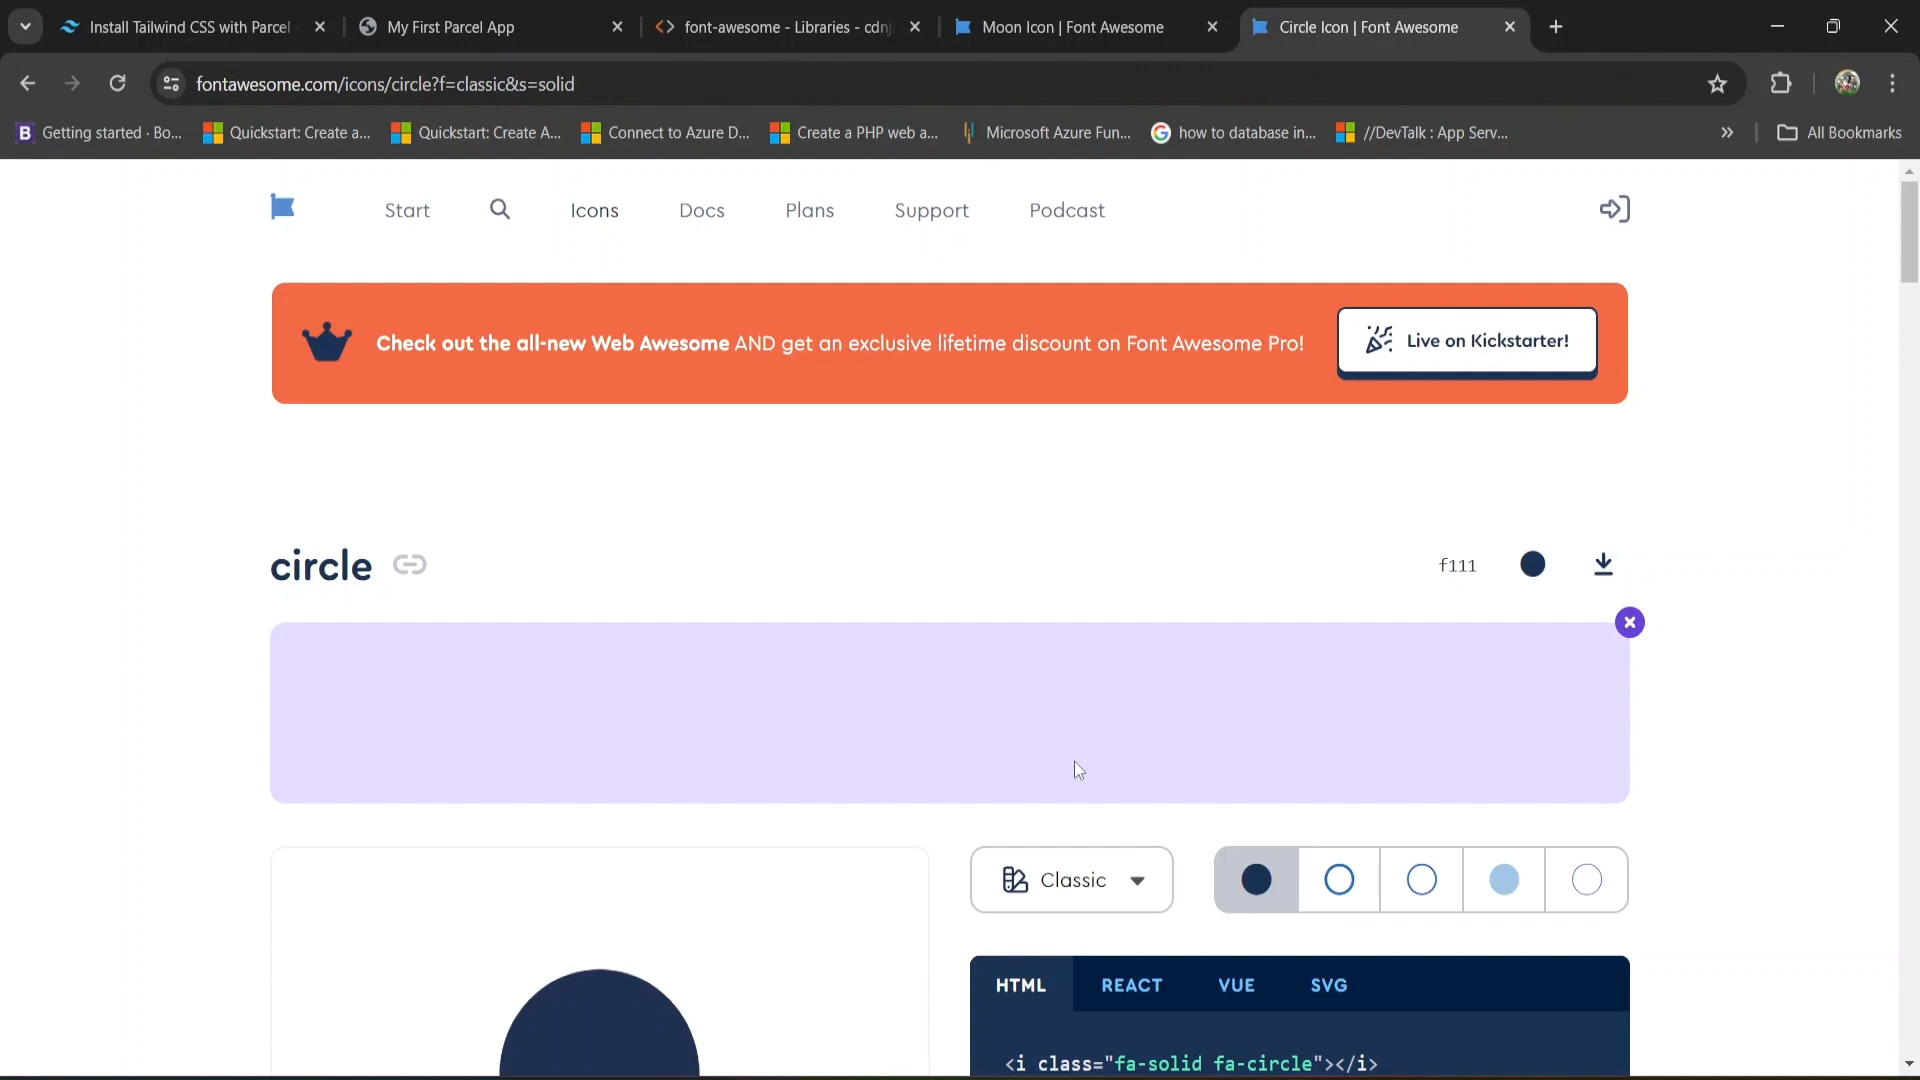 Install Tailwind CSS with Parcel
My First Parcel App
font-awesome - Libraries - cdnj
Moon Icon | Font Awesome
Circle Icon | Font Awesome
fontawesome.com/icons/circle?f=classic&s=solid
B Getting started · Bo...
Quickstart: Create a...
Quickstart: Create A...
Connect to Azure D...
Create a PHP web a...
Microsoft Azure Fun...
how to database in...
//DevTalk : App Serv...
» All Bookmarks
Start
Icons
Docs
Plans
Support
Podcast
Check out the all-new Web Awesome AND get an exclusive lifetime discount on Font Awesome Pro!
Live on Kickstarter!
circle
f111
Classic
HTML
REACT
VUE
SVG
<i class="fa-solid fa-circle"></i>